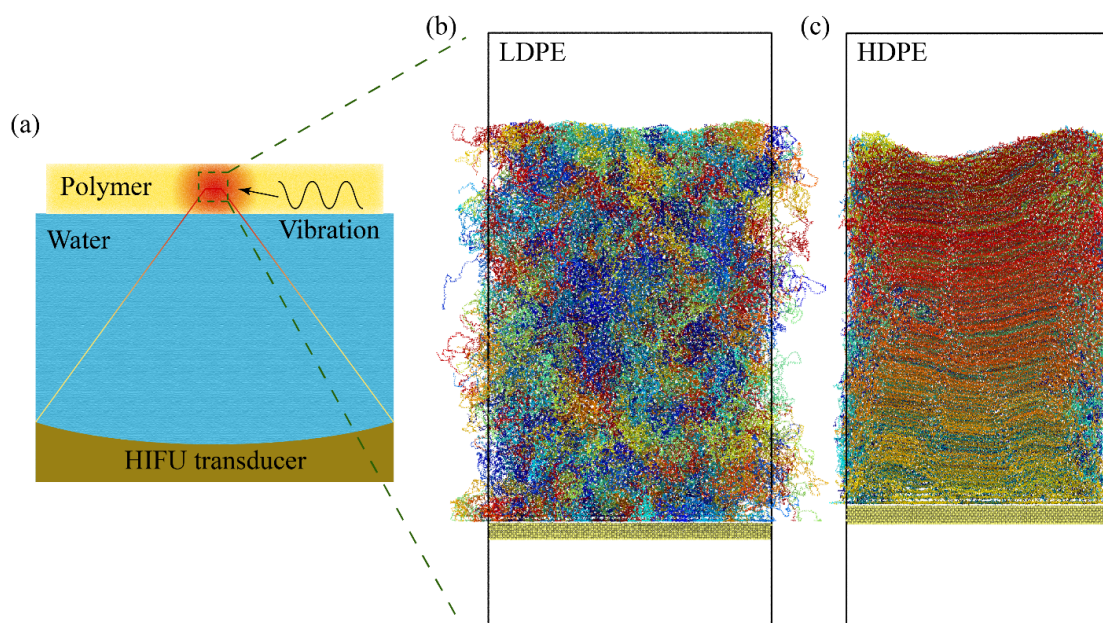 (a)
Polymer
Vibration
Water
HIFU transducer
(b)
LDPE
(c)
HDPE